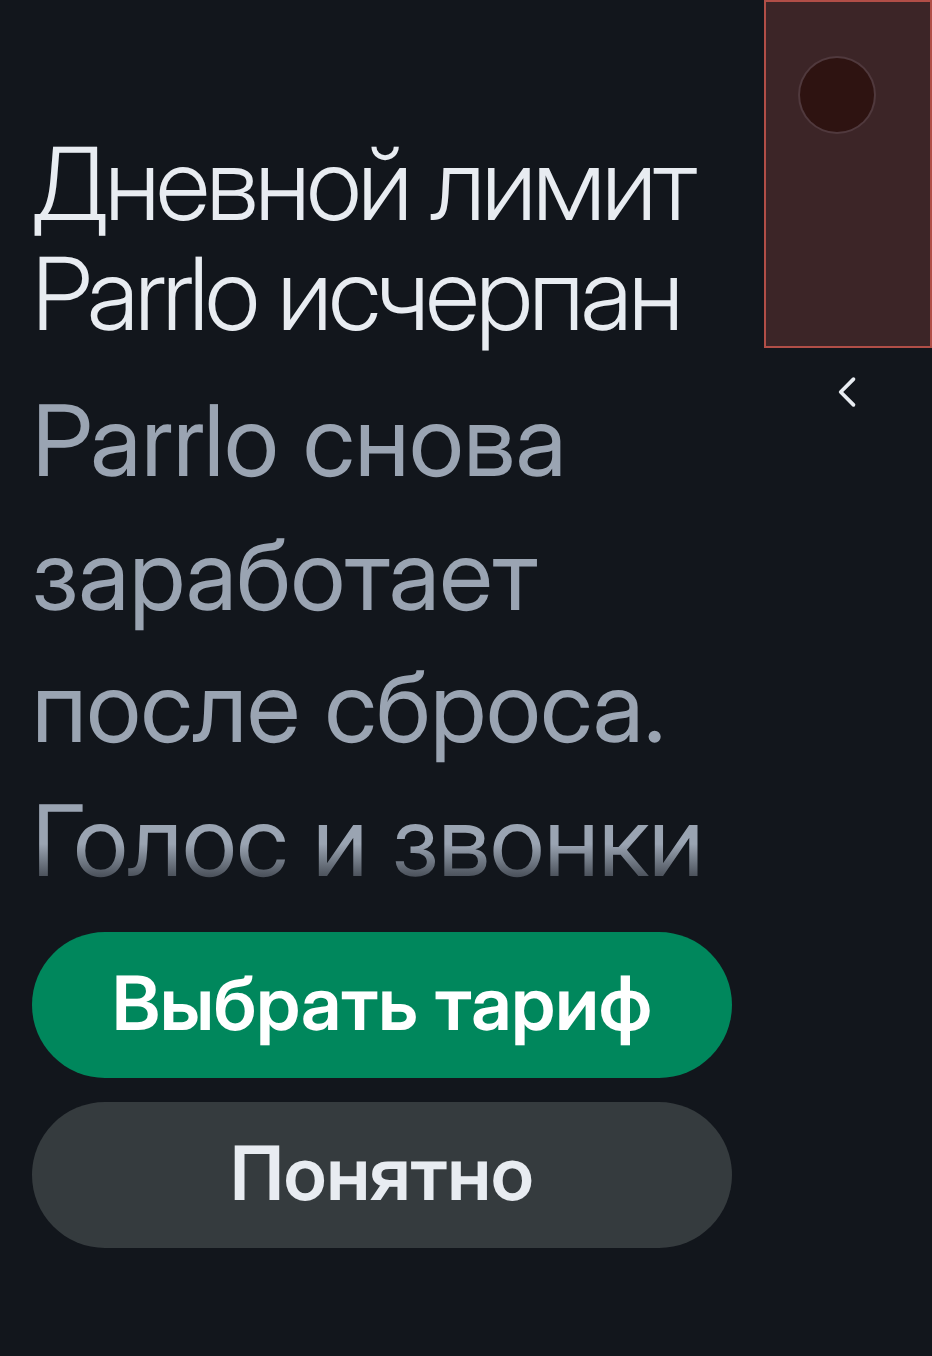 Дневной лимит
Parrlo исчерпан
Parrlo снова
заработает
после сброса.
Голос и звонки
Выбрать тариф
Понятно